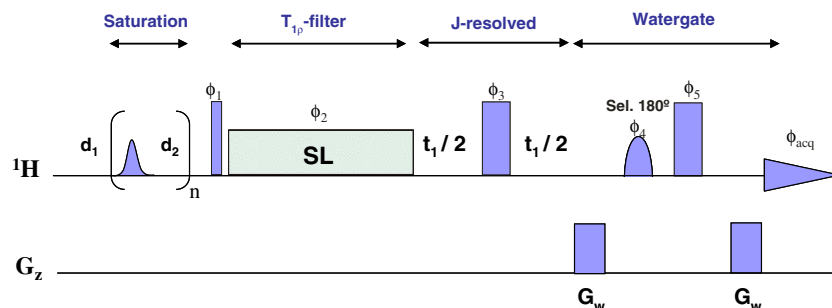 Saturation T1ρ-filter J-resolved Watergate
ϕ1 ϕ2 ϕ3 Sel. 180º ϕ4 ϕ5 ϕacq
d1 d2 n SL t1 / 2 t1 / 2
1H
Gz
Gw Gw